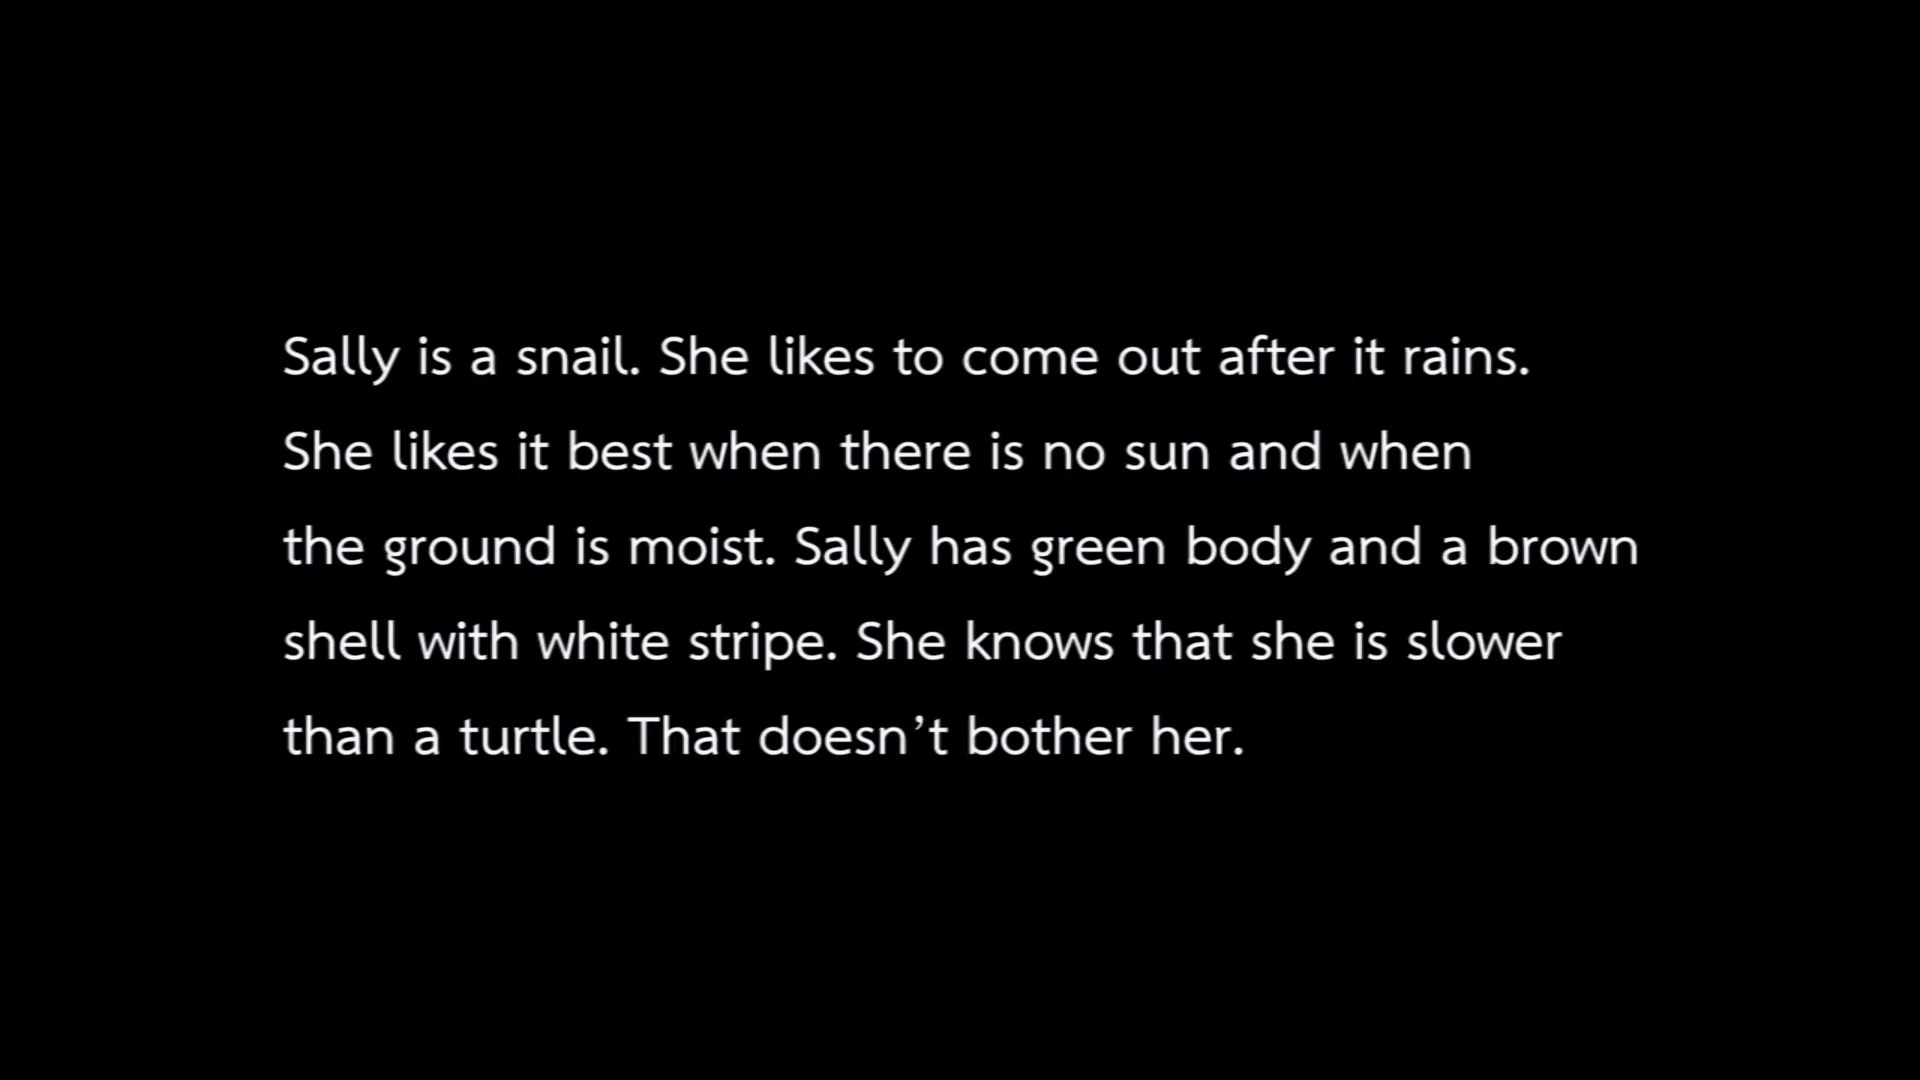 Sally is a snail. She likes to come out after it rains.
She likes it best when there is no sun and when
the ground is moist. Sally has green body and a brown
shell with white stripe. She knows that she is slower
than a turtle. That doesn’t bother her.